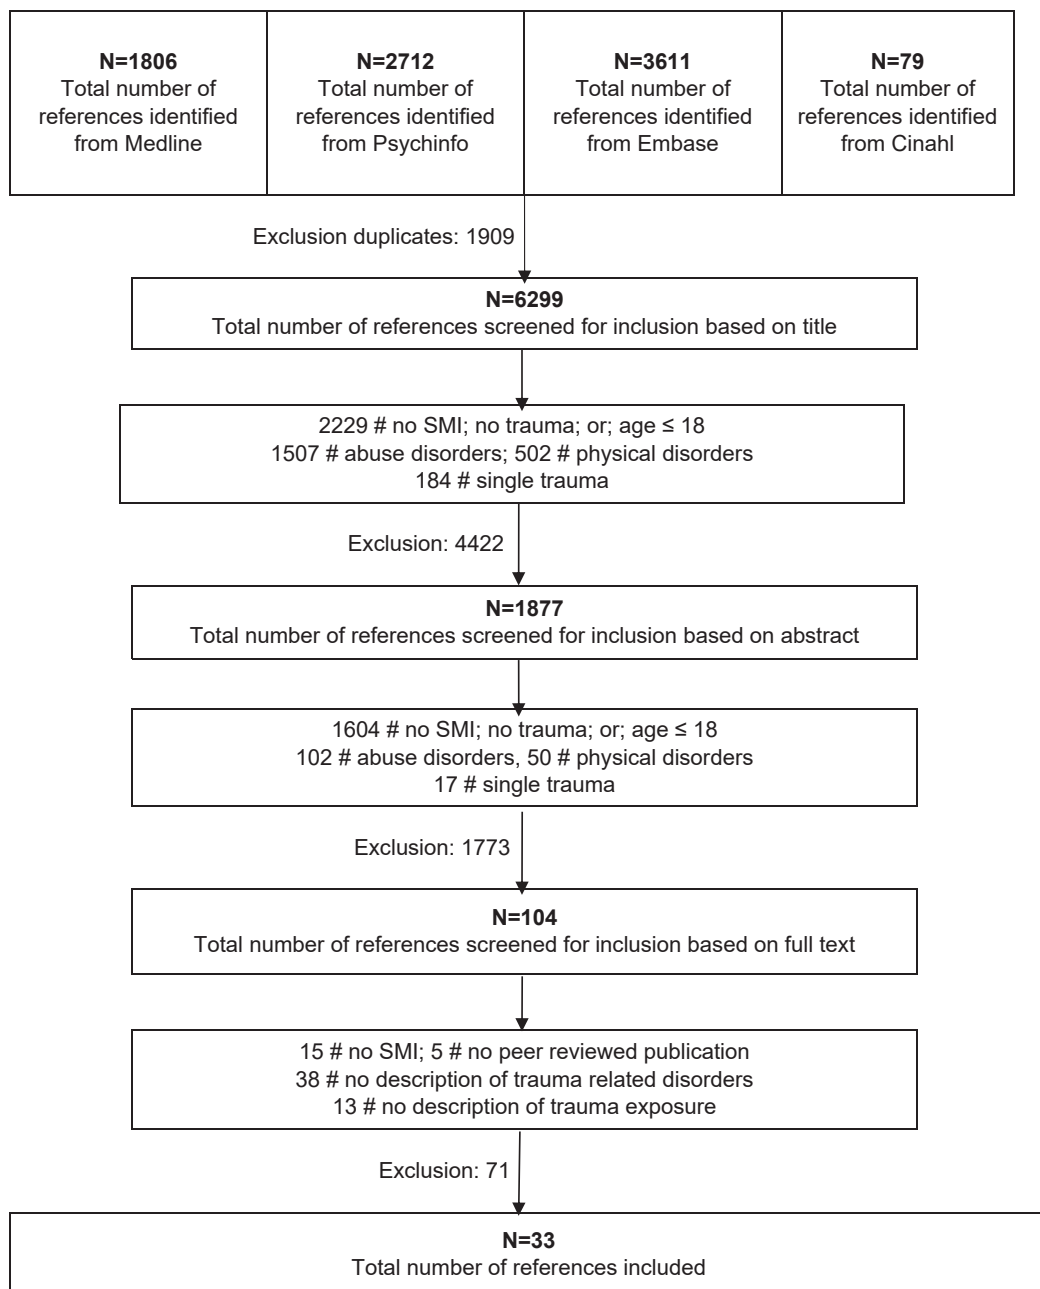 N=1806
Total number of
references identified
from Medline
N=2712
Total number of
references identified
from Psychinfo
N=3611
Total number of
references identified
from Embase
N=79
Total number of
references identified
from Cinahl
Exclusion duplicates: 1909
N=6299
Total number of references screened for inclusion based on title
2229 # no SMI; no trauma; or; age ≤ 18
1507 # abuse disorders; 502 # physical disorders
184 # single trauma
Exclusion: 4422
N=1877
Total number of references screened for inclusion based on abstract
1604 # no SMI; no trauma; or; age ≤ 18
102 # abuse disorders, 50 # physical disorders
17 # single trauma
Exclusion: 1773
N=104
Total number of references screened for inclusion based on full text
15 # no SMI; 5 # no peer reviewed publication
38 # no description of trauma related disorders
13 # no description of trauma exposure
Exclusion: 71
N=33
Total number of references included